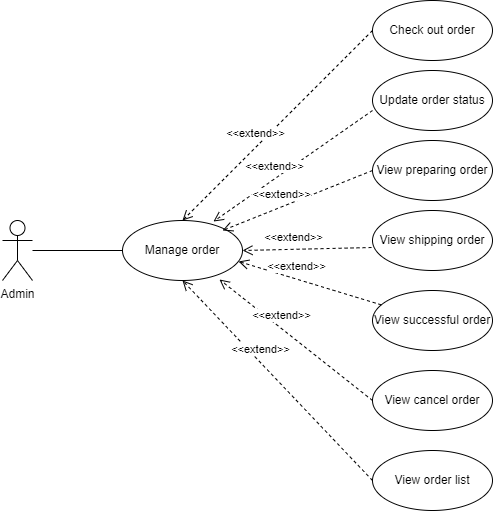 Check out order
Update order status
<<extend>>
<<extend>>
View preparing order
<<extend>>
View shipping order
<<extend>>
Manage order
<<extend>>
Admin
<<extend>>
View successful order
<<extend>>
View cancel order
View order list